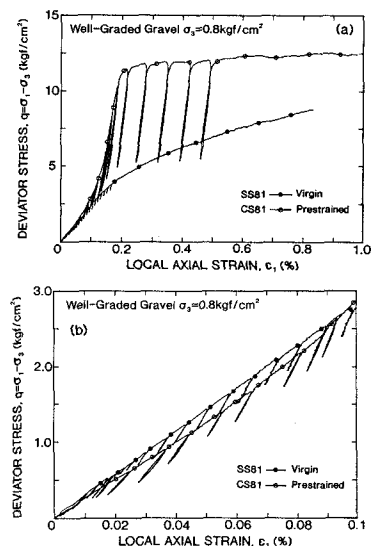 15
Well-Graded Gravel σ3=0.8kgf/cm2
(a)
DEVIATOR STRESS, q=σ1-σ3 (kgf/cm2)
10
5
SS81 Virgin
CS81 Prestrained
0
0.2
0.4
0.6
0.8
1.0
LOCAL AXIAL STRAIN, ε1 (%)
3.0
Well-Graded Gravel σ3=0.8kgf/cm2
(b)
DEVIATOR STRESS, q=σ1-σ3 (kgf/cm2)
2.0
1.0
SS81 Virgin
CS81 Prestrained
0
0.02
0.04
0.06
0.08
0.1
LOCAL AXIAL STRAIN, ε1 (%)